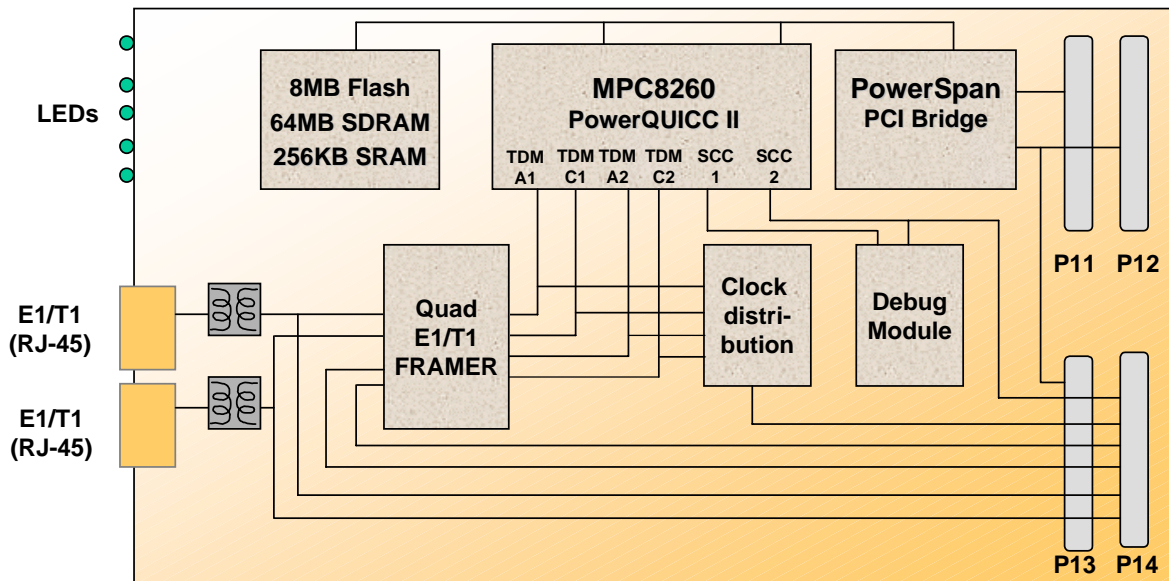 LEDs
8MB Flash
64MB SDRAM
256KB SRAM
MPC8260
PowerQUICC II
TDM A1
TDM C1
TDM A2
TDM C2
SCC 1
SCC 2
PowerSpan
PCI Bridge
P11
P12
E1/T1
(RJ-45)
E1/T1
(RJ-45)
Quad
E1/T1
FRAMER
Clock
distri-
bution
Debug
Module
P13
P14